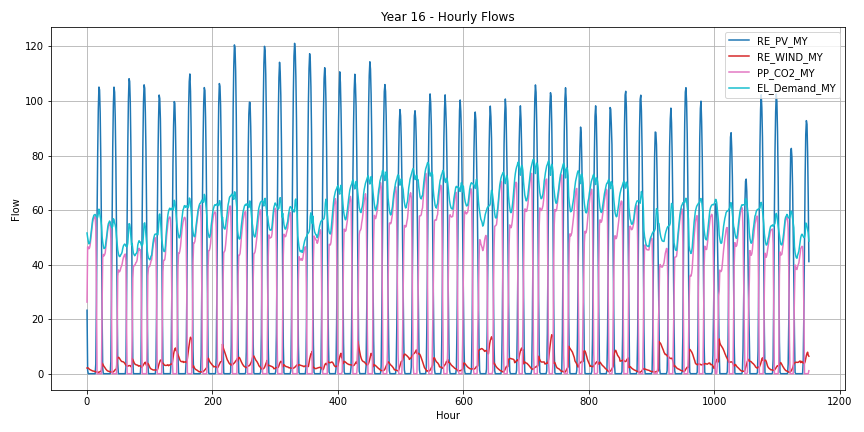 Year 16 - Hourly Flows
RE_PV_MY
RE_WIND_MY
PP_CO2_MY
EL_Demand_MY
Flow
120
100
80
60
40
20
0
0 200 400 600 800 1000 1200
Hour